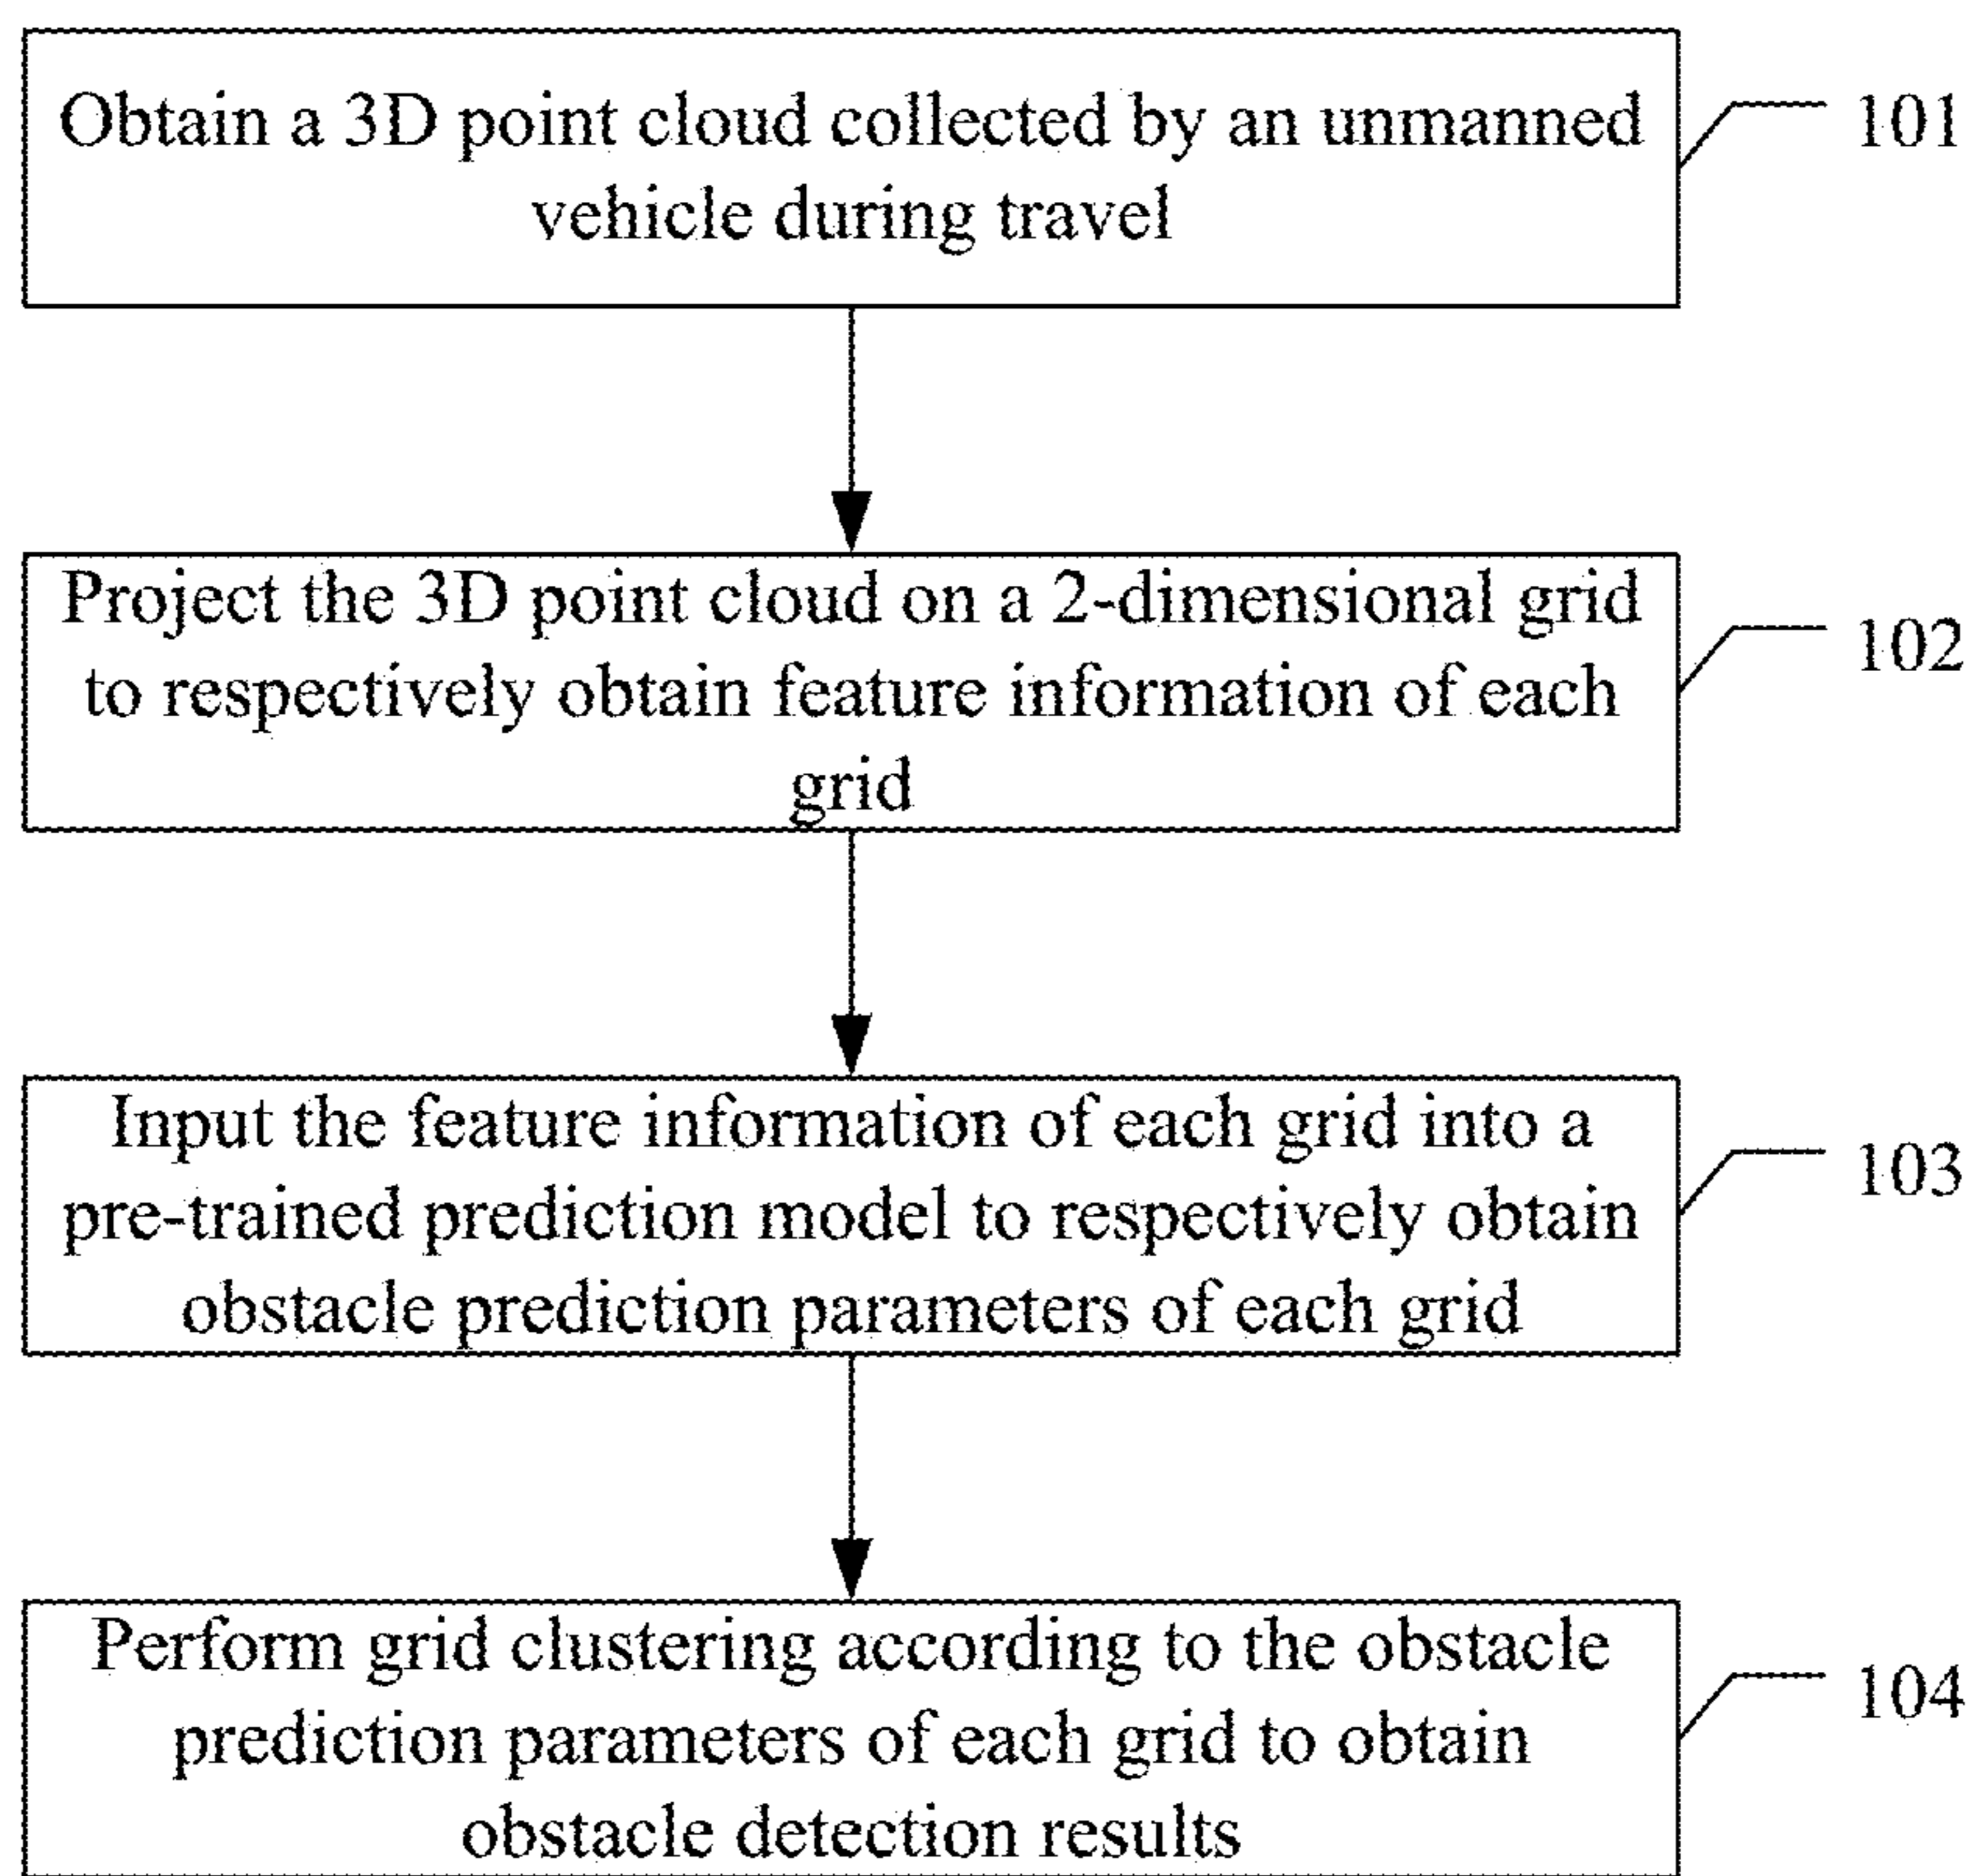 Obtain a 3D point cloud collected by an unmanned
vehicle during travel
101
Project the 3D point cloud on a 2-dimensional grid
to respectively obtain feature information of each
grid
102
Input the feature information of each grid into a
pre-trained prediction model to respectively obtain
obstacle prediction parameters of each grid
103
Perform grid clustering according to the obstacle
prediction parameters of each grid to obtain
obstacle detection results
104